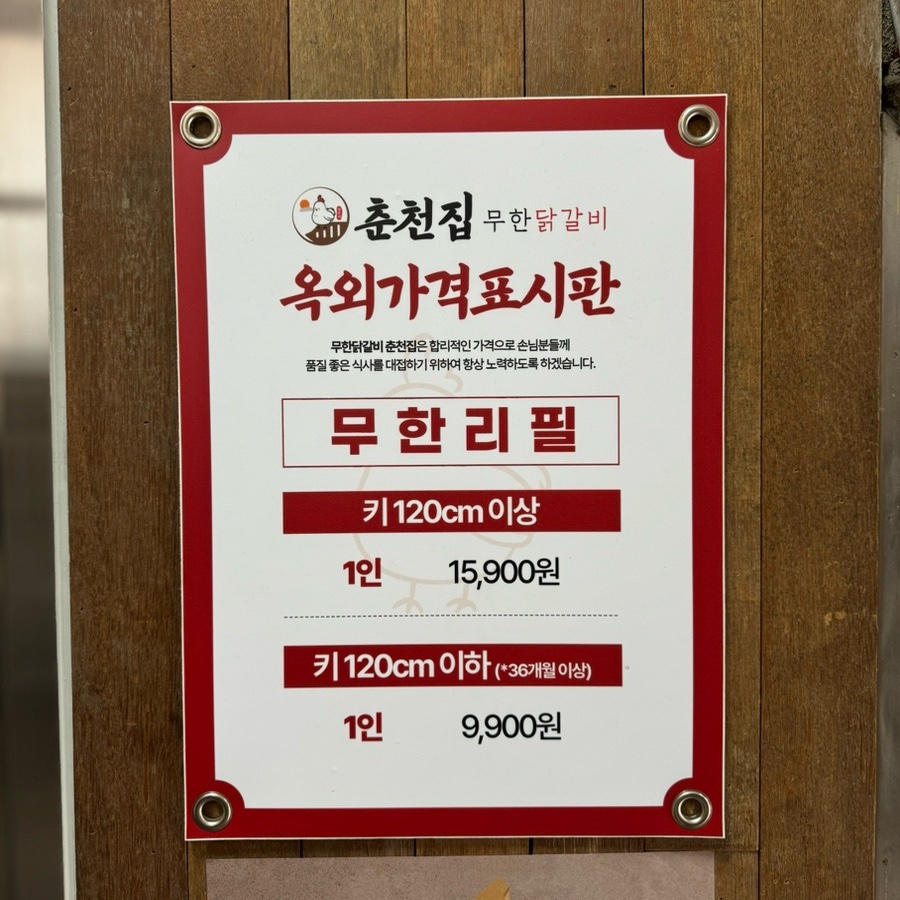 춘천집 무한닭갈비
옥외가격표시판
무한닭갈비 춘천집은 합리적인 가격으로 손님분들께
품질 좋은 식사를 대접하기 위하여 항상 노력하도록 하겠습니다.
무한리필
키 120cm 이상
1인 15,900원
키 120cm 이하 (*36개월 이상)
1인 9,900원